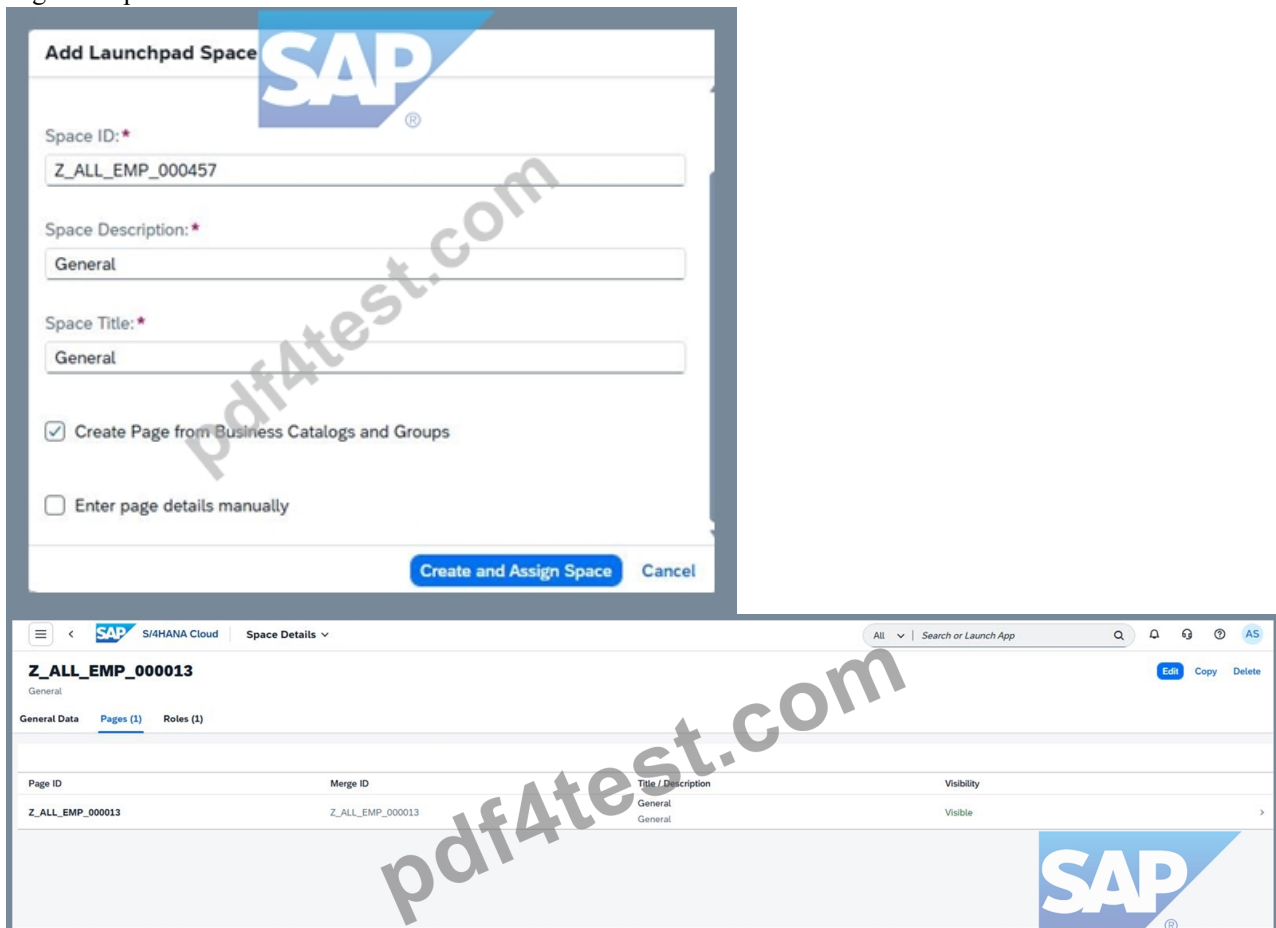 Add Launchpad Space
SAP
®
Space ID:*
Z_ALL_EMP_000457
Space Description:*
General
Space Title:*
General
Create Page from Business Catalogs and Groups
Enter page details manually
Create and Assign Space Cancel
pdf4test.com
SAP S/4HANA Cloud Space Details All Search or Launch App AS
Z_ALL_EMP_000013 Edit Copy Delete
General
General Data Pages (1) Roles (1)
Page ID Merge ID Title / Description Visibility
Z_ALL_EMP_000013 Z_ALL_EMP_000013 General Visible
General
pdf4test.com
SAP
®